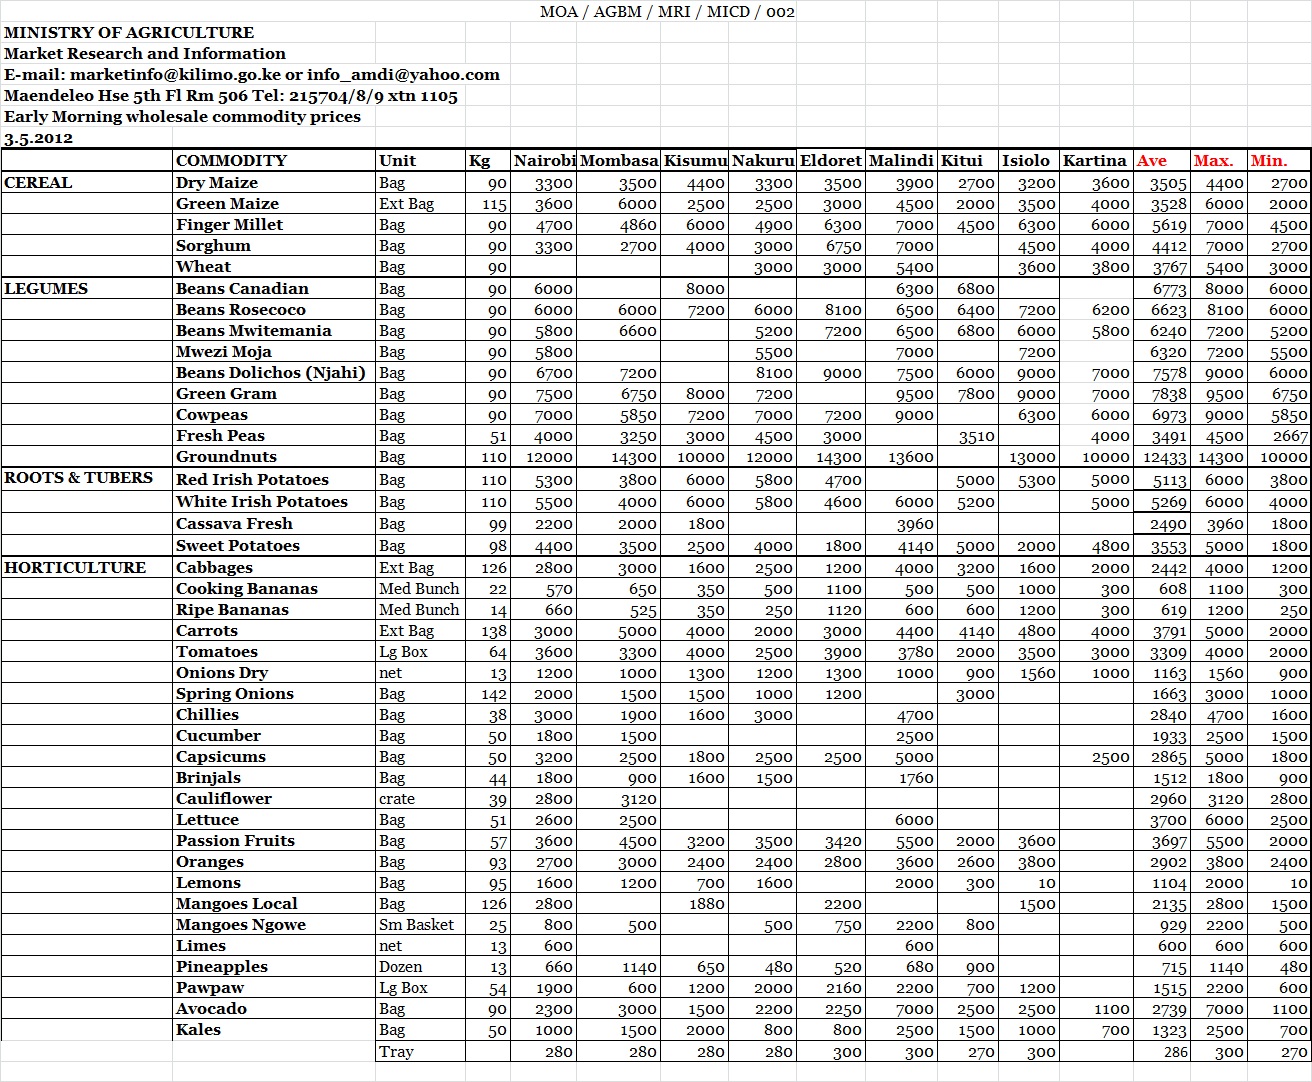 MOA / AGBM / MRI / MICD / 002
MINISTRY OF AGRICULTURE
Market Research and Information
E-mail: marketinfo@kilimo.go.ke or info_amdi@yahoo.com
Maendeleo Hse 5th Fl Rm 506 Tel: 215704/8/9 xtn 1105
Early Morning wholesale commodity prices
3.5.2012
COMMODITY Unit Kg Nairobi Mombasa Kisumu Nakuru Eldoret Malindi Kitui Isiolo Kartina Ave Max. Min.
CEREAL Dry Maize Bag 90 3300 3500 4400 3300 3500 3900 2700 3200 3600 3505 4400 2700
Green Maize Ext Bag 115 3600 6000 2500 2500 3000 4500 2000 3500 4000 3528 6000 2000
Finger Millet Bag 90 4700 4860 6000 4900 6300 7000 4500 6300 6000 5619 7000 4500
Sorghum Bag 90 3300 2700 4000 3000 6750 7000 4500 4000 4412 7000 2700
Wheat Bag 90 3000 3000 5400 3600 3800 3767 5400 3000
LEGUMES Beans Canadian Bag 90 6000 8000 6300 6800 6773 8000 6000
Beans Rosecoco Bag 90 6000 6000 7200 6000 8100 6500 6400 7200 6200 6623 8100 6000
Beans Mwitemania Bag 90 5800 6600 5200 7200 6500 6800 6000 5800 6240 7200 5200
Mwezi Moja Bag 90 5800 5500 7000 7200 6320 7200 5500
Beans Dolichos (Njahi) Bag 90 6700 7200 8100 9000 7500 6000 9000 7000 7578 9000 6000
Green Gram Bag 90 7500 6750 8000 7200 9500 7800 9000 7000 7838 9500 6750
Cowpeas Bag 90 7000 5850 7200 7000 7200 9000 6300 6000 6973 9000 5850
Fresh Peas Bag 51 4000 3250 3000 4500 3000 3510 4000 3491 4500 2667
Groundnuts Bag 110 12000 14300 10000 12000 14300 13600 13000 10000 12433 14300 10000
ROOTS & TUBERS Red Irish Potatoes Bag 110 5300 3800 6000 5800 4700 5000 5300 5000 5113 6000 3800
White Irish Potatoes Bag 110 5500 4000 6000 5800 4600 6000 5200 5000 5269 6000 4000
Cassava Fresh Bag 99 2200 2000 1800 3960 2490 3960 1800
Sweet Potatoes Bag 98 4400 3500 2500 4000 1800 4140 5000 2000 4800 3553 5000 1800
HORTICULTURE Cabbages Ext Bag 126 2800 3000 1600 2500 1200 4000 3200 1600 2000 2442 4000 1200
Cooking Bananas Med Bunch 22 570 650 350 500 1100 500 500 1000 300 608 1100 300
Ripe Bananas Med Bunch 14 660 525 350 250 1120 600 600 1200 300 619 1200 250
Carrots Ext Bag 138 3000 5000 4000 2000 3000 4400 4140 4800 4000 3791 5000 2000
Tomatoes Lg Box 64 3600 3300 4000 2500 3900 3780 2000 3500 3000 3309 4000 2000
Onions Dry net 13 1200 1000 1300 1200 1300 1000 900 1560 1000 1163 1560 900
Spring Onions Bag 142 2000 1500 1500 1000 1200 3000 1663 3000 1000
Chillies Bag 38 3000 1900 1600 3000 4700 2840 4700 1600
Cucumber Bag 50 1800 1500 2500 1933 2500 1500
Capsicums Bag 50 3200 2500 1800 2500 2500 5000 2500 2865 5000 1800
Brinjals Bag 44 1800 900 1600 1500 1760 1512 1800 900
Cauliflower crate 39 2800 3120 2960 3120 2800
Lettuce Bag 51 2600 2500 6000 3700 6000 2500
Passion Fruits Bag 57 3600 4500 3200 3500 3420 5500 2000 3600 3697 5500 2000
Oranges Bag 93 2700 3000 2400 2400 2800 3600 2600 3800 2902 3800 2400
Lemons Bag 95 1600 1200 700 1600 2000 300 10 1104 2000 10
Mangoes Local Bag 126 2800 1880 2200 1500 2135 2800 1500
Mangoes Ngowe Sm Basket 25 800 500 500 750 2200 800 929 2200 500
Limes net 13 600 600 600 600 600
Pineapples Dozen 13 660 1140 650 480 520 680 900 715 1140 480
Pawpaw Lg Box 54 1900 600 1200 2000 2160 2200 700 1200 1515 2200 600
Avocado Bag 90 2300 3000 1500 2200 2250 7000 2500 2500 1100 2739 7000 1100
Kales Bag 50 1000 1500 2000 800 800 2500 1500 1000 700 1323 2500 700
Tray 280 280 280 280 300 300 270 300 286 300 270